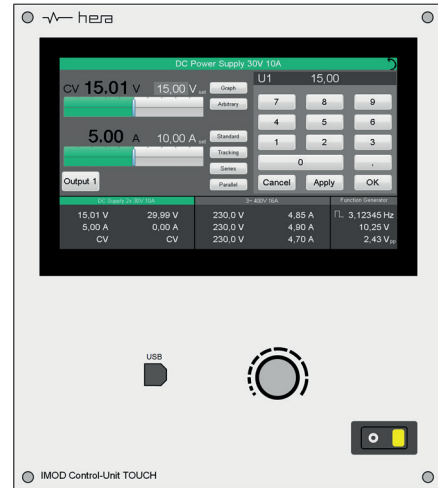 hera
DC Power Supply 30V 10A
CV 15.01 V 15,00 V set
Graph
Arbitrary
5.00 A 10,00 A set
Standard
Tracking
Series
Parallel
Output 1
U1 15,00
7 8 9
4 5 6
1 2 3
0 ,
Cancel Apply OK
DC Supply 2x 30V 10A
15,01 V 29,99 V
5,00 A 0,00 A
CV CV
3~ 400V 16A
230,0 V 4,85 A
230,0 V 4,90 A
230,0 V 4,70 A
Function Generator
3,12345 Hz
10,25 V
2,43 Vpp
USB
IMOD Control-Unit TOUCH